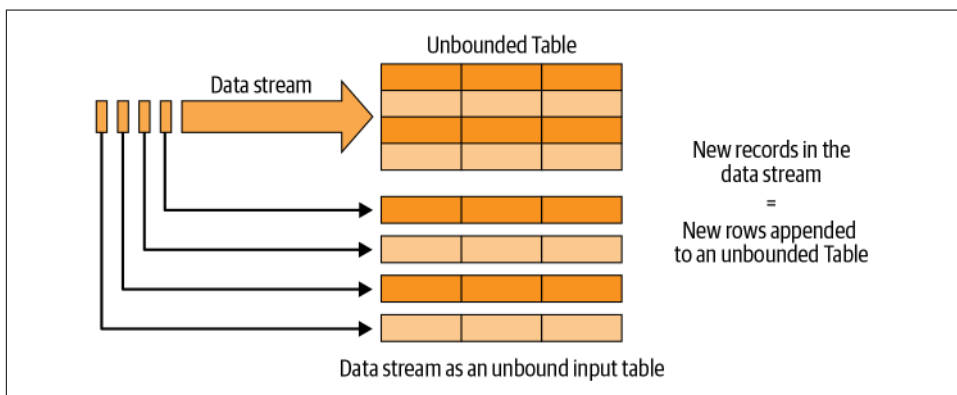 Unbounded Table
Data stream
New records in the
data stream
=
New rows appended
to an unbounded Table
Data stream as an unbound input table